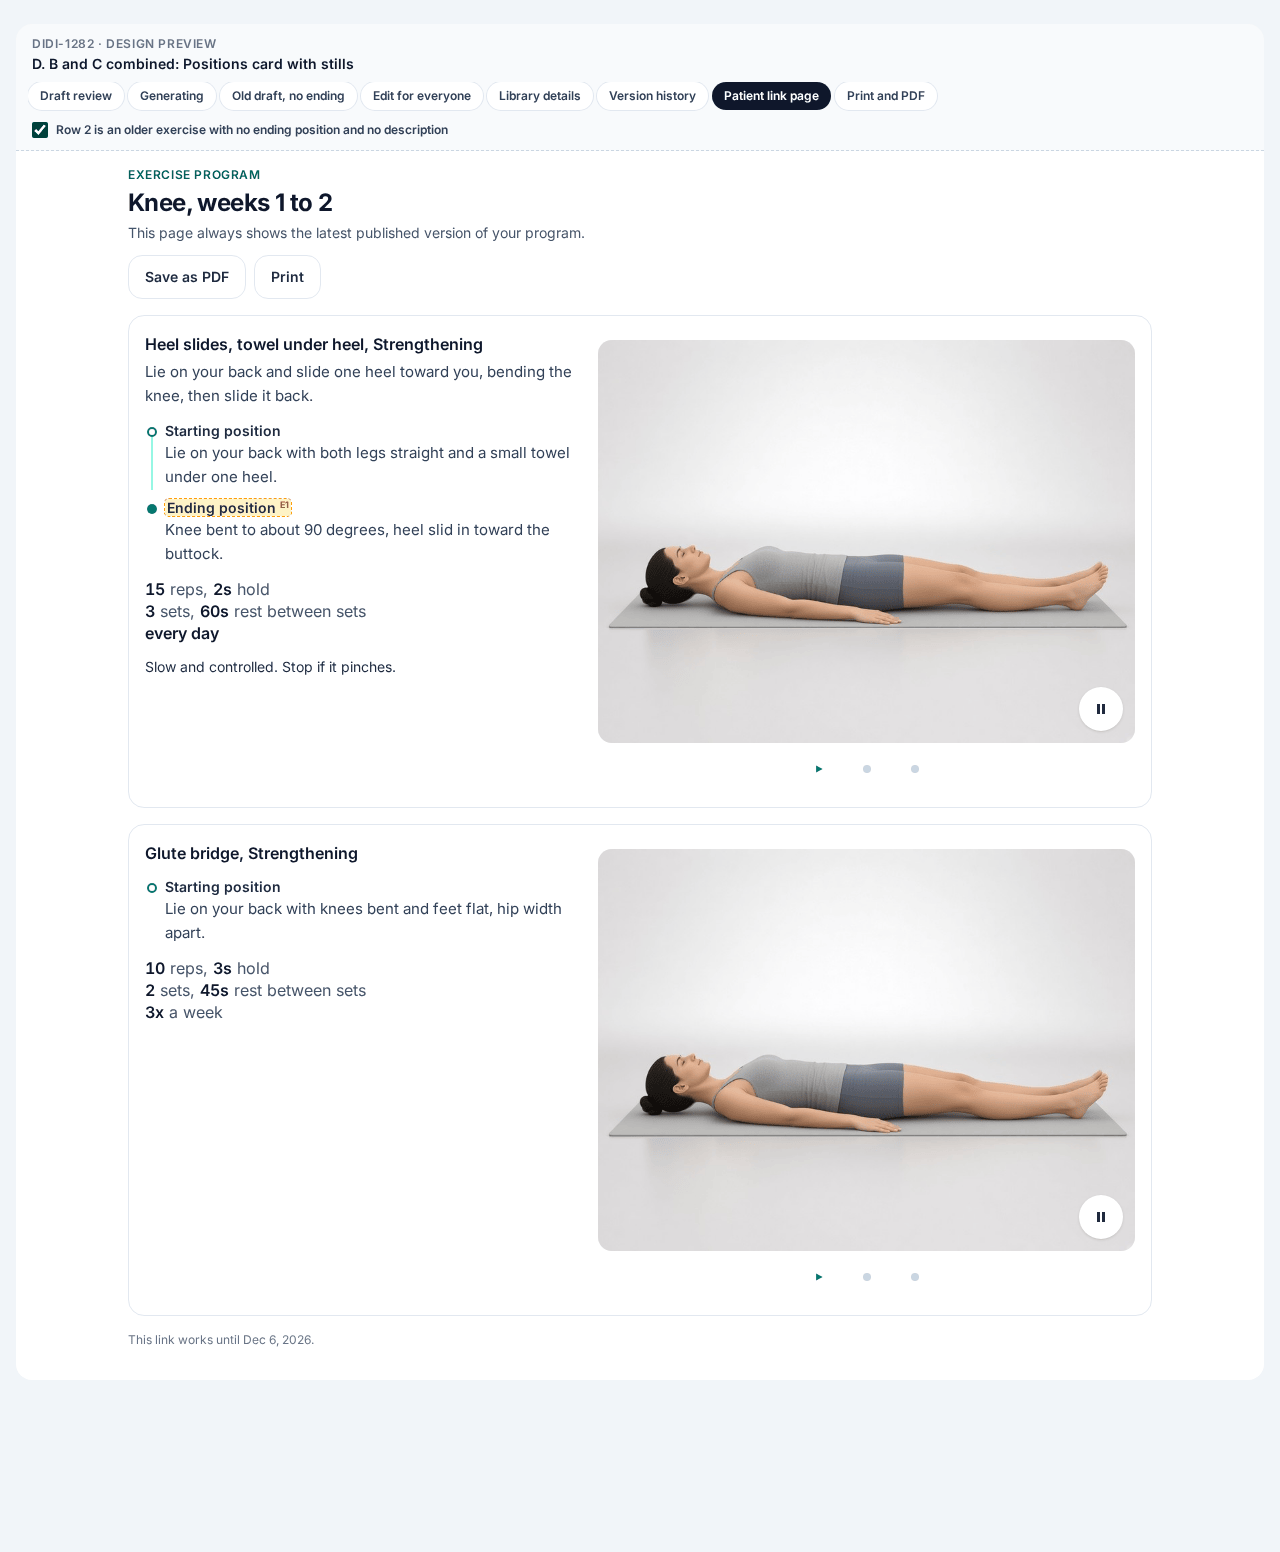 DIDI-1282 · DESIGN PREVIEW
D. B and C combined: Positions card with stills
Draft review
Generating
Old draft, no ending
Edit for everyone
Library details
Version history
Patient link page
Print and PDF
Row 2 is an older exercise with no ending position and no description
EXERCISE PROGRAM
Knee, weeks 1 to 2
This page always shows the latest published version of your program.
Save as PDF
Print
Heel slides, towel under heel, Strengthening
Lie on your back and slide one heel toward you, bending the
knee, then slide it back.
Starting position
Lie on your back with both legs straight and a small towel
under one heel.
Ending position E1
Knee bent to about 90 degrees, heel slid in toward the
buttock.
15 reps, 2s hold
3 sets, 60s rest between sets
every day
Slow and controlled. Stop if it pinches.
Glute bridge, Strengthening
Starting position
Lie on your back with knees bent and feet flat, hip width
apart.
10 reps, 3s hold
2 sets, 45s rest between sets
3x a week
This link works until Dec 6, 2026.